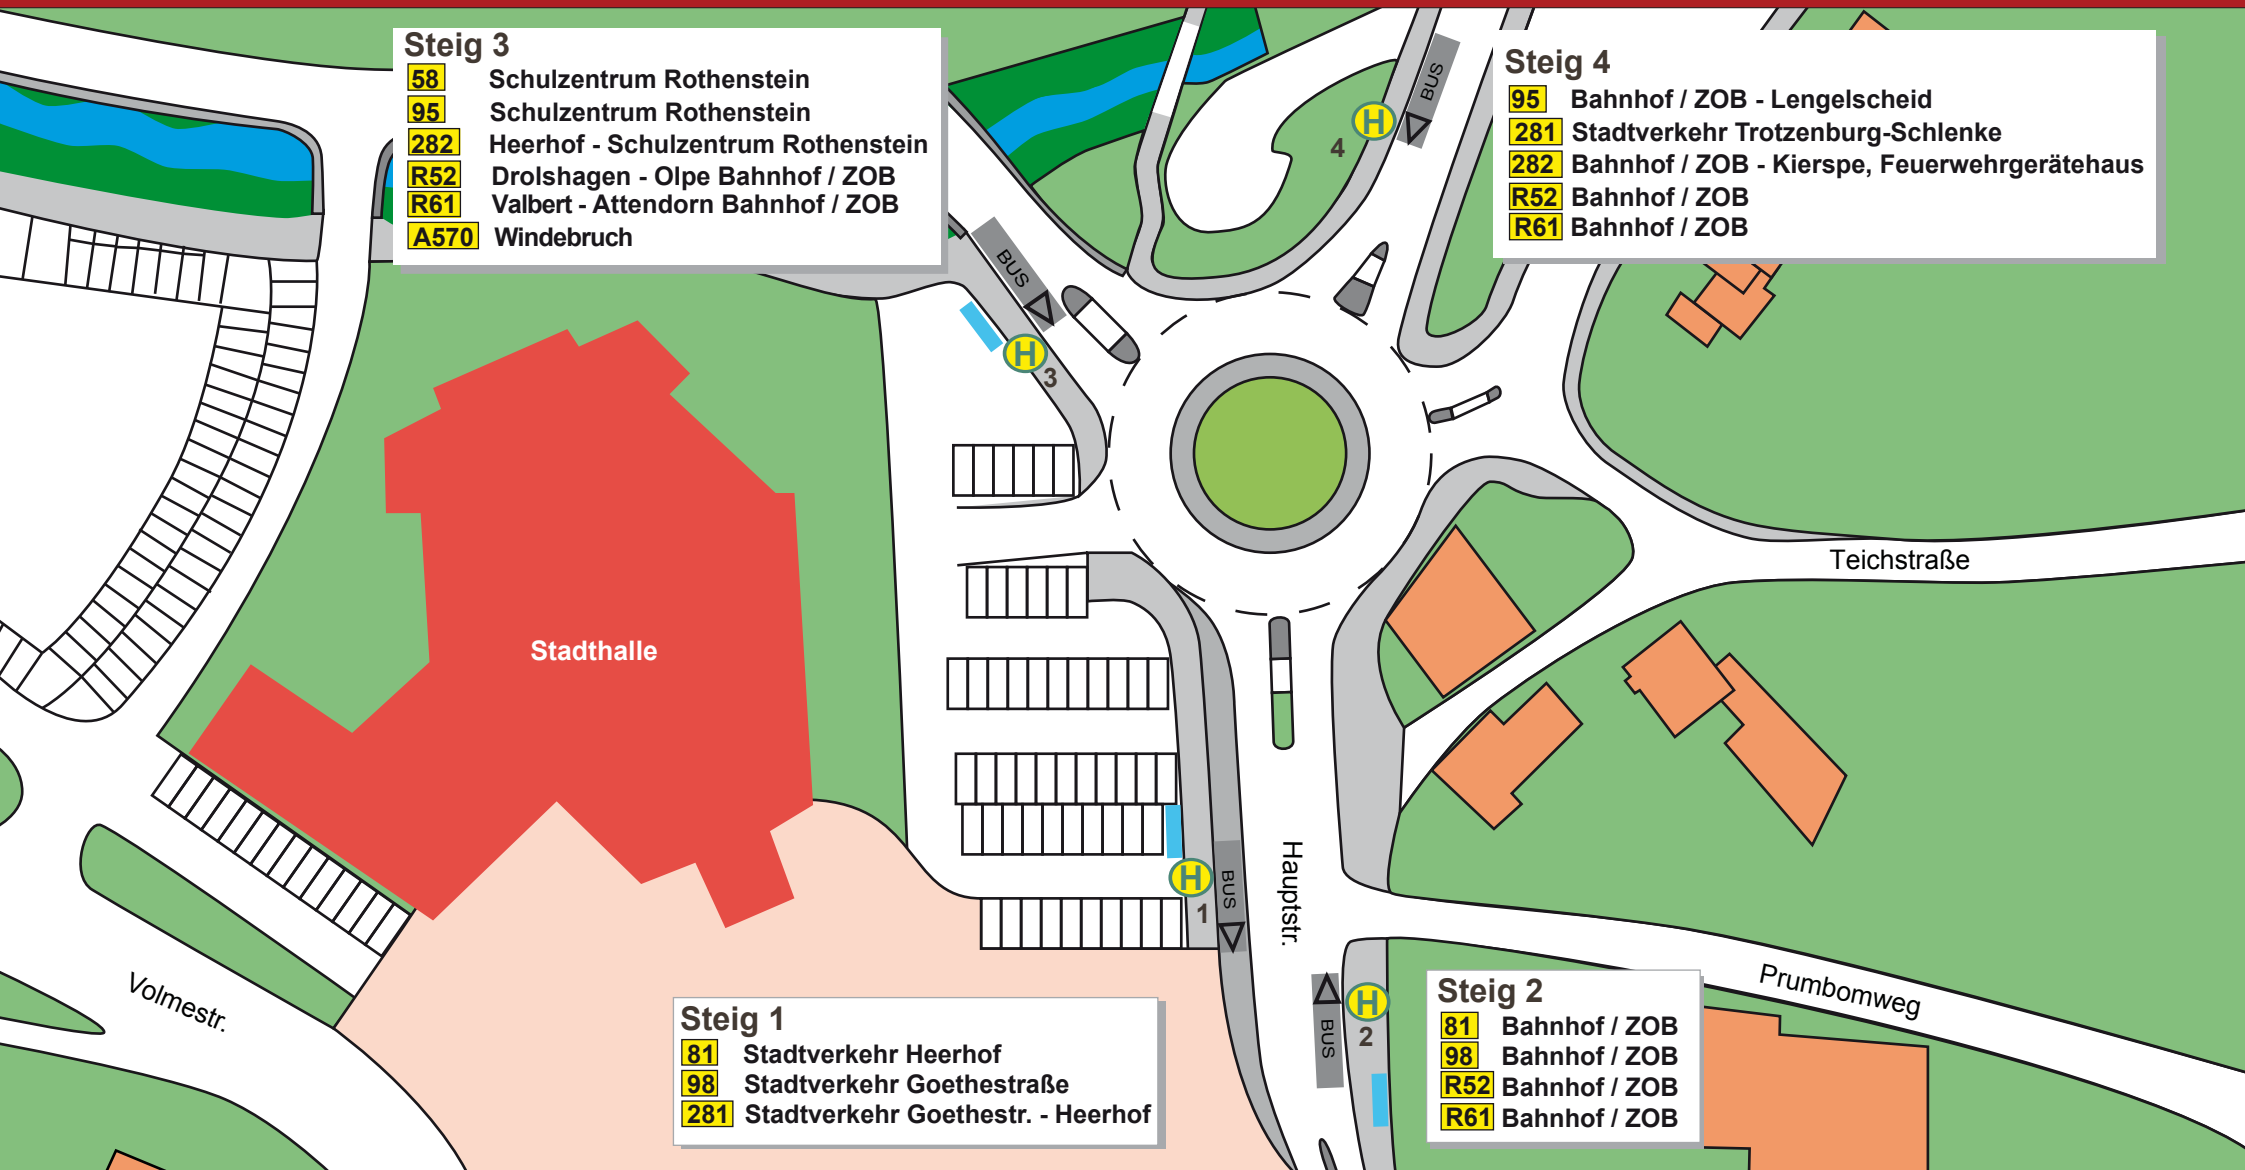 Steig 3
58 Schulzentrum Rothenstein
95 Schulzentrum Rothenstein
282 Heerhof - Schulzentrum Rothenstein
R52 Drolshagen - Olpe Bahnhof / ZOB
R61 Valbert - Attendorn Bahnhof / ZOB
A570 Windebruch
Steig 4
95 Bahnhof / ZOB - Lengelscheid
281 Stadtverkehr Trotzenburg-Schlenke
282 Bahnhof / ZOB - Kierspe, Feuerwehrgerätehaus
R52 Bahnhof / ZOB
R61 Bahnhof / ZOB
BUS
H
4
BUS
H
3
Teichstraße
Stadthalle
H
1
BUS
Hauptstr.
Volmestr.
Prumbomweg
BUS
H
2
Steig 1
81 Stadtverkehr Heerhof
98 Stadtverkehr Goethestraße
281 Stadtverkehr Goethestr. - Heerhof
Steig 2
81 Bahnhof / ZOB
98 Bahnhof / ZOB
R52 Bahnhof / ZOB
R61 Bahnhof / ZOB